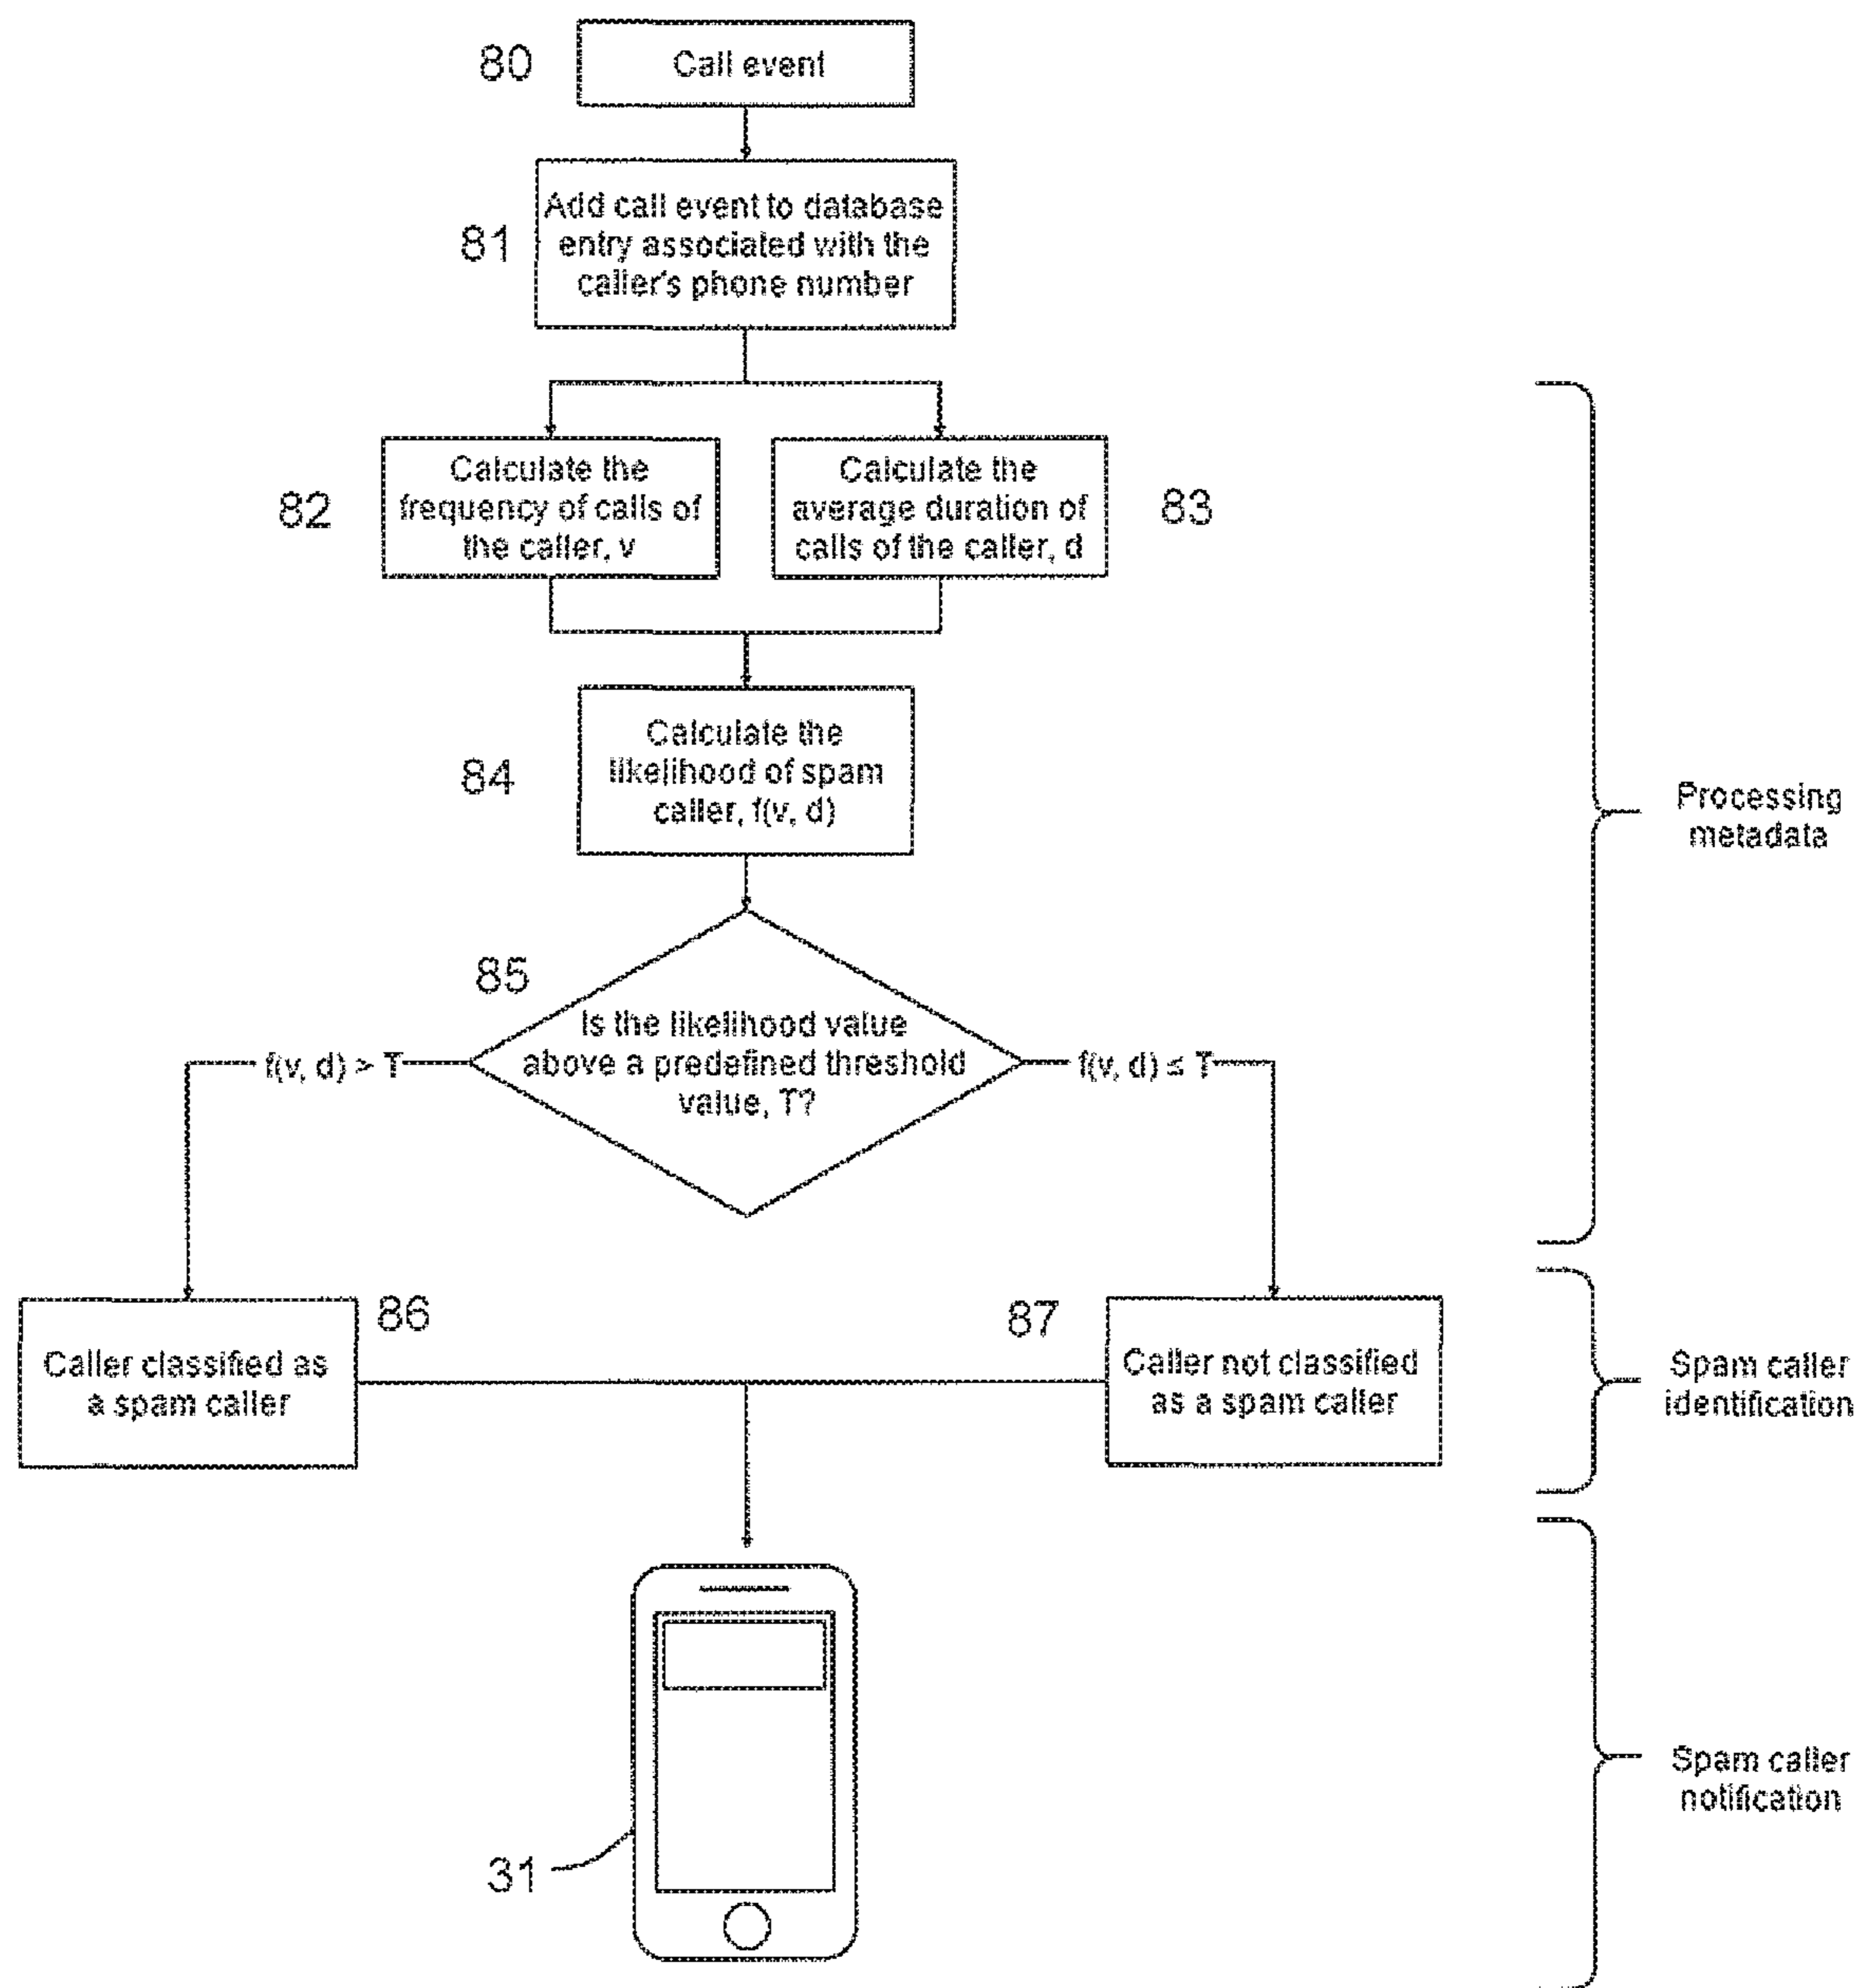 80
Call event
81
Add call event to database
entry associated with the
caller's phone number
82
Calculate the
frequency of calls of
the caller, v
Calculate the
average duration of
calls of the caller, d
83
84
Calculate the
likelihood of spam
caller, f(v, d)
Processing
metadata
85
Is the likelihood value
above a predefined threshold
value, T?
f(v, d) > T
f(v, d) ≤ T
86
Caller classified as
a spam caller
87
Caller not classified
as a spam caller
Spam caller
identification
31
Spam caller
notification